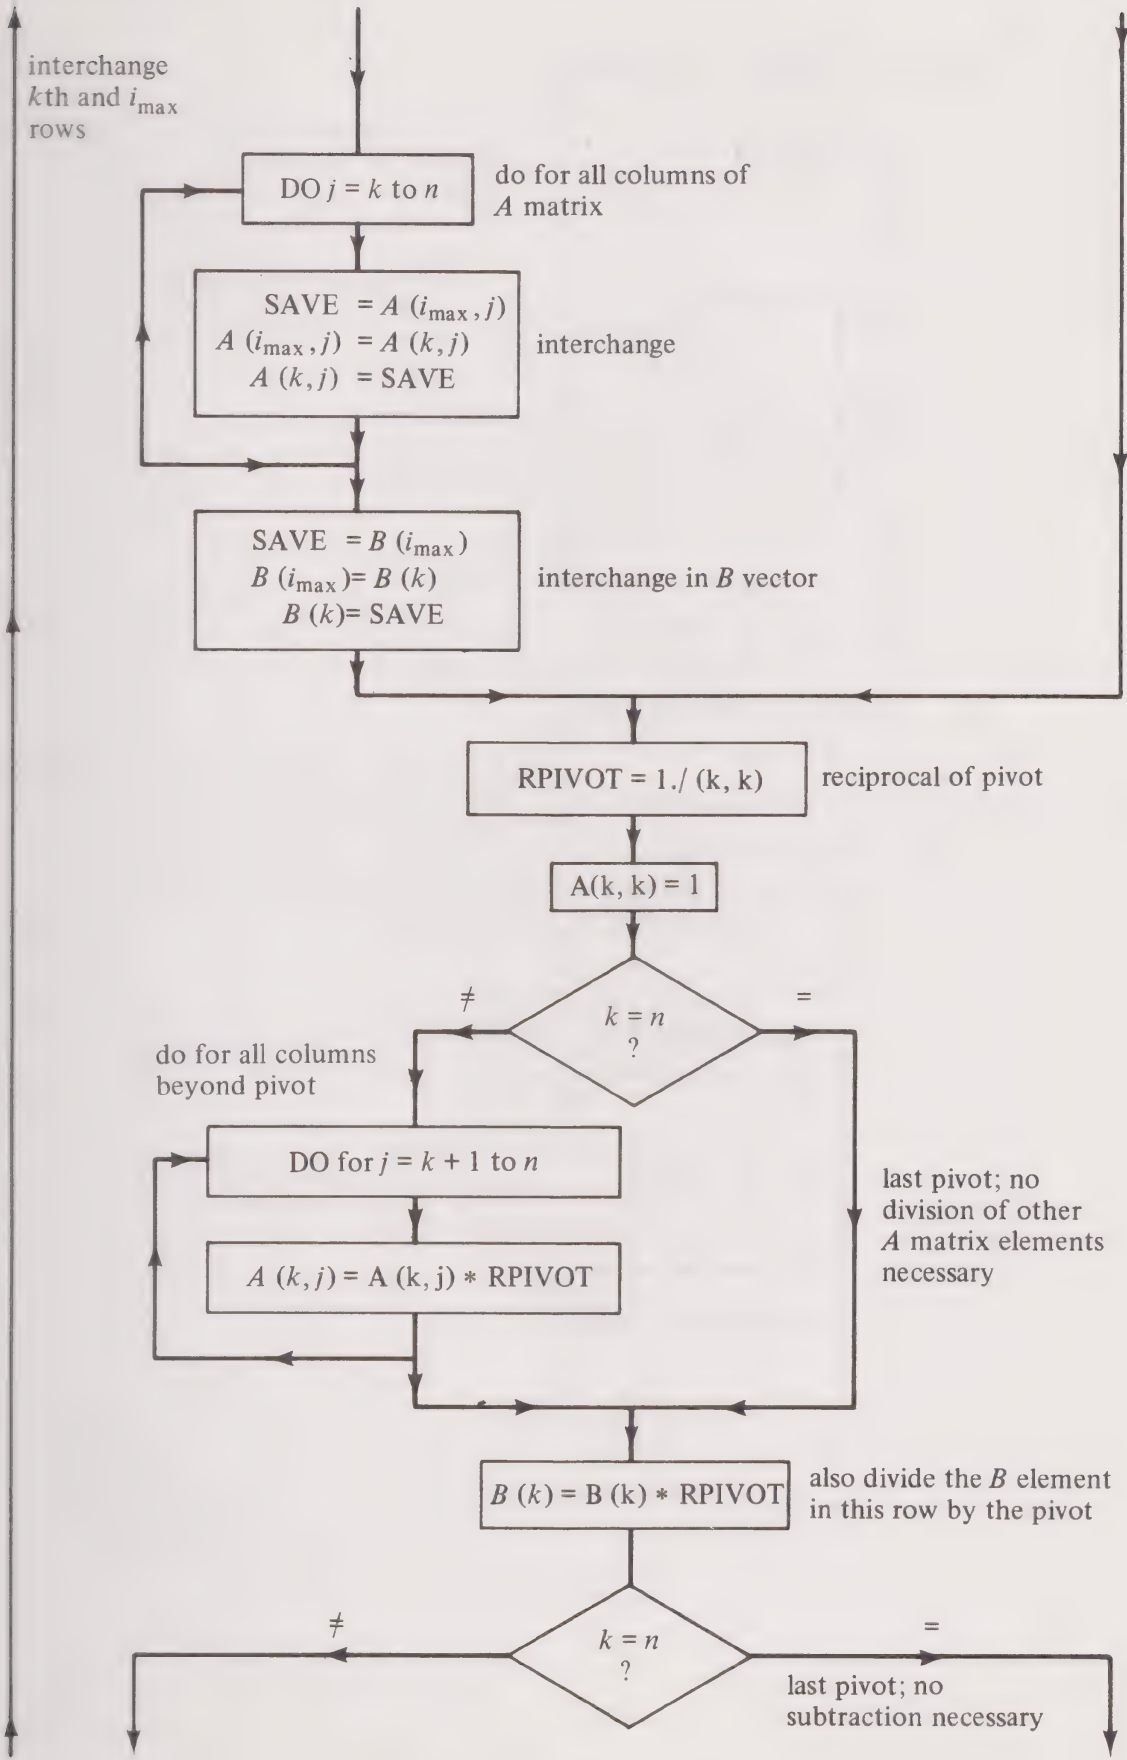 interchange
kth and i_max
rows
DO j = k to n
do for all columns of
A matrix
SAVE = A (i_max, j)
A (i_max, j) = A (k, j)
A (k, j) = SAVE
interchange
SAVE = B (i_max)
B (i_max)= B (k)
B (k)= SAVE
interchange in B vector
RPIVOT = 1./ (k, k)
reciprocal of pivot
A(k, k) = 1
≠
=
k = n
?
do for all columns
beyond pivot
DO for j = k + 1 to n
A (k, j) = A (k, j) * RPIVOT
last pivot; no
division of other
A matrix elements
necessary
B (k) = B (k) * RPIVOT
also divide the B element
in this row by the pivot
≠
=
k = n
?
last pivot; no
subtraction necessary